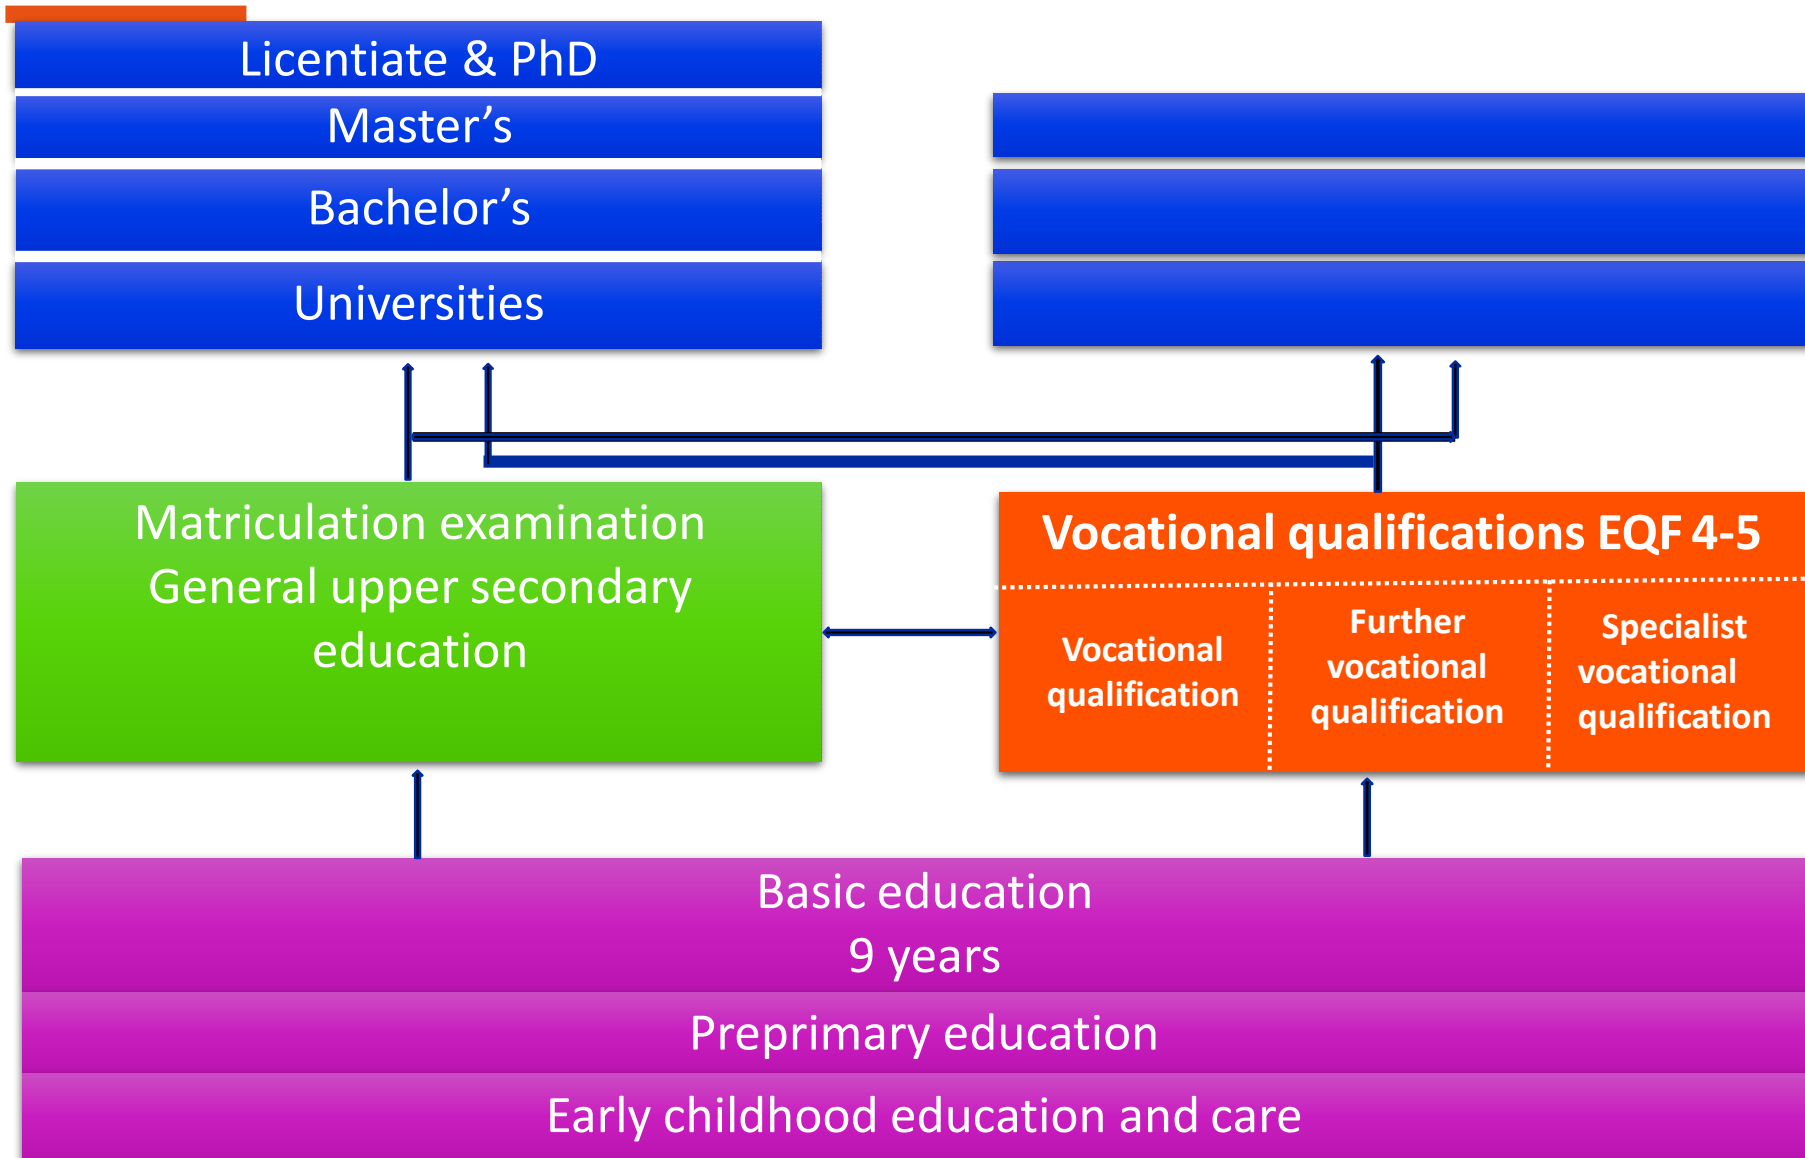 Licentiate & PhD
Master’s
Bachelor’s
Universities
Matriculation examination
General upper secondary
education
Vocational qualifications EQF 4-5
Vocational
qualification
Further
vocational
qualification
Specialist
vocational
qualification
Basic education
9 years
Preprimary education
Early childhood education and care